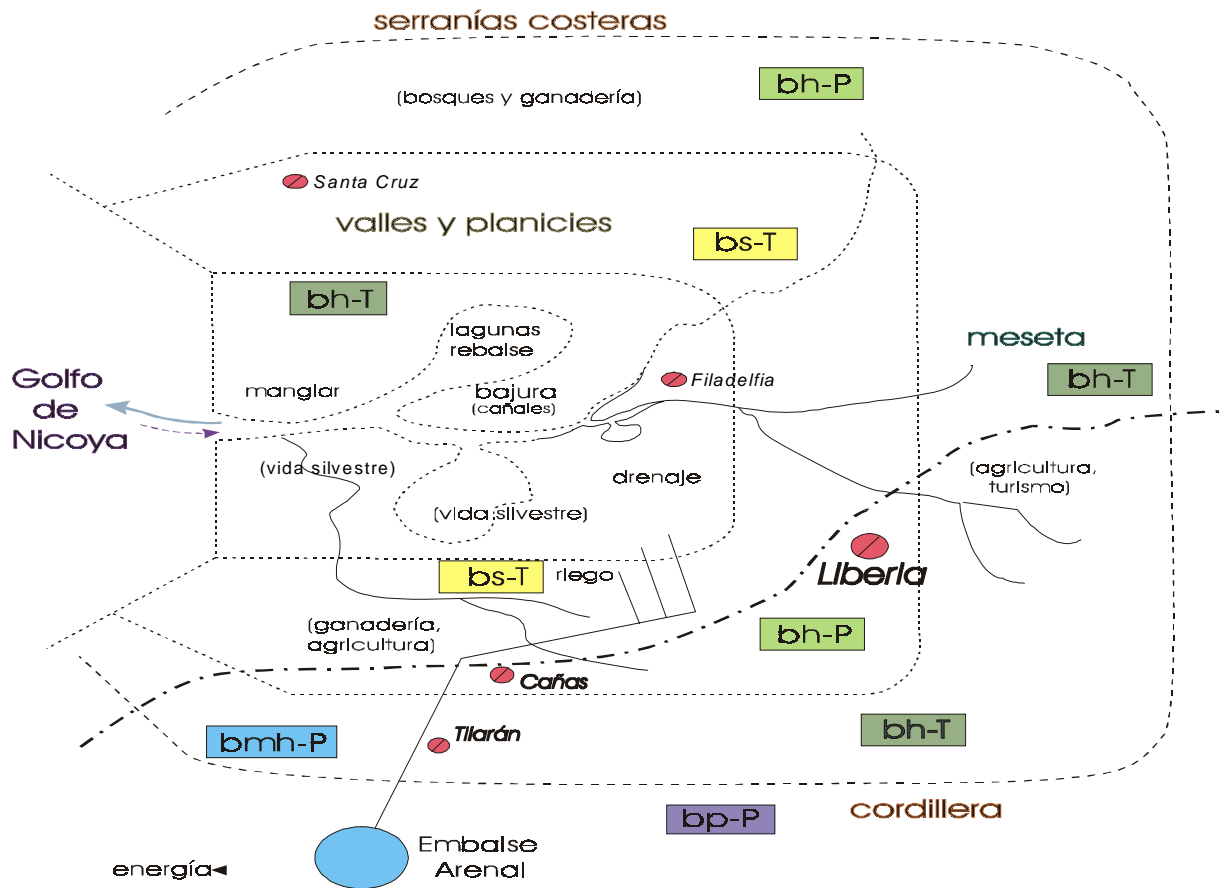 serranías costeras
bh-P
(bosques y ganadería)
Santa Cruz
valles y planicies
bs-T
bh-T
lagunas
rebalse
meseta
Golfo
de
Nicoya
manglar
bajura
(cañales)
Filadelfia
bh-T
(vida silvestre)
drenaje
(agricultura,
turismo)
(vida silvestre)
Liberia
bs-T
riego
(ganadería,
agricultura)
bh-P
Cañas
bmh-P
Tilarán
bh-T
bp-P
cordillera
Embalse
Arenal
energía